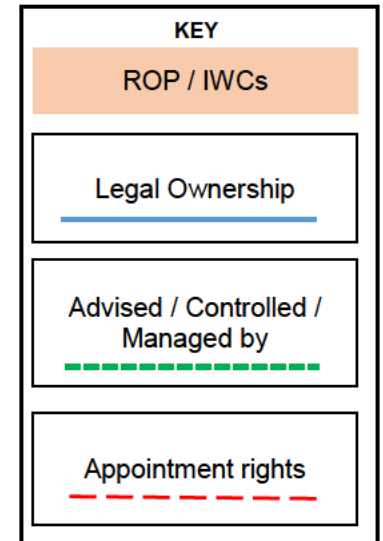 KEY
ROP / IWCs
Legal Ownership
Advised / Controlled /
Managed by
Appointment rights